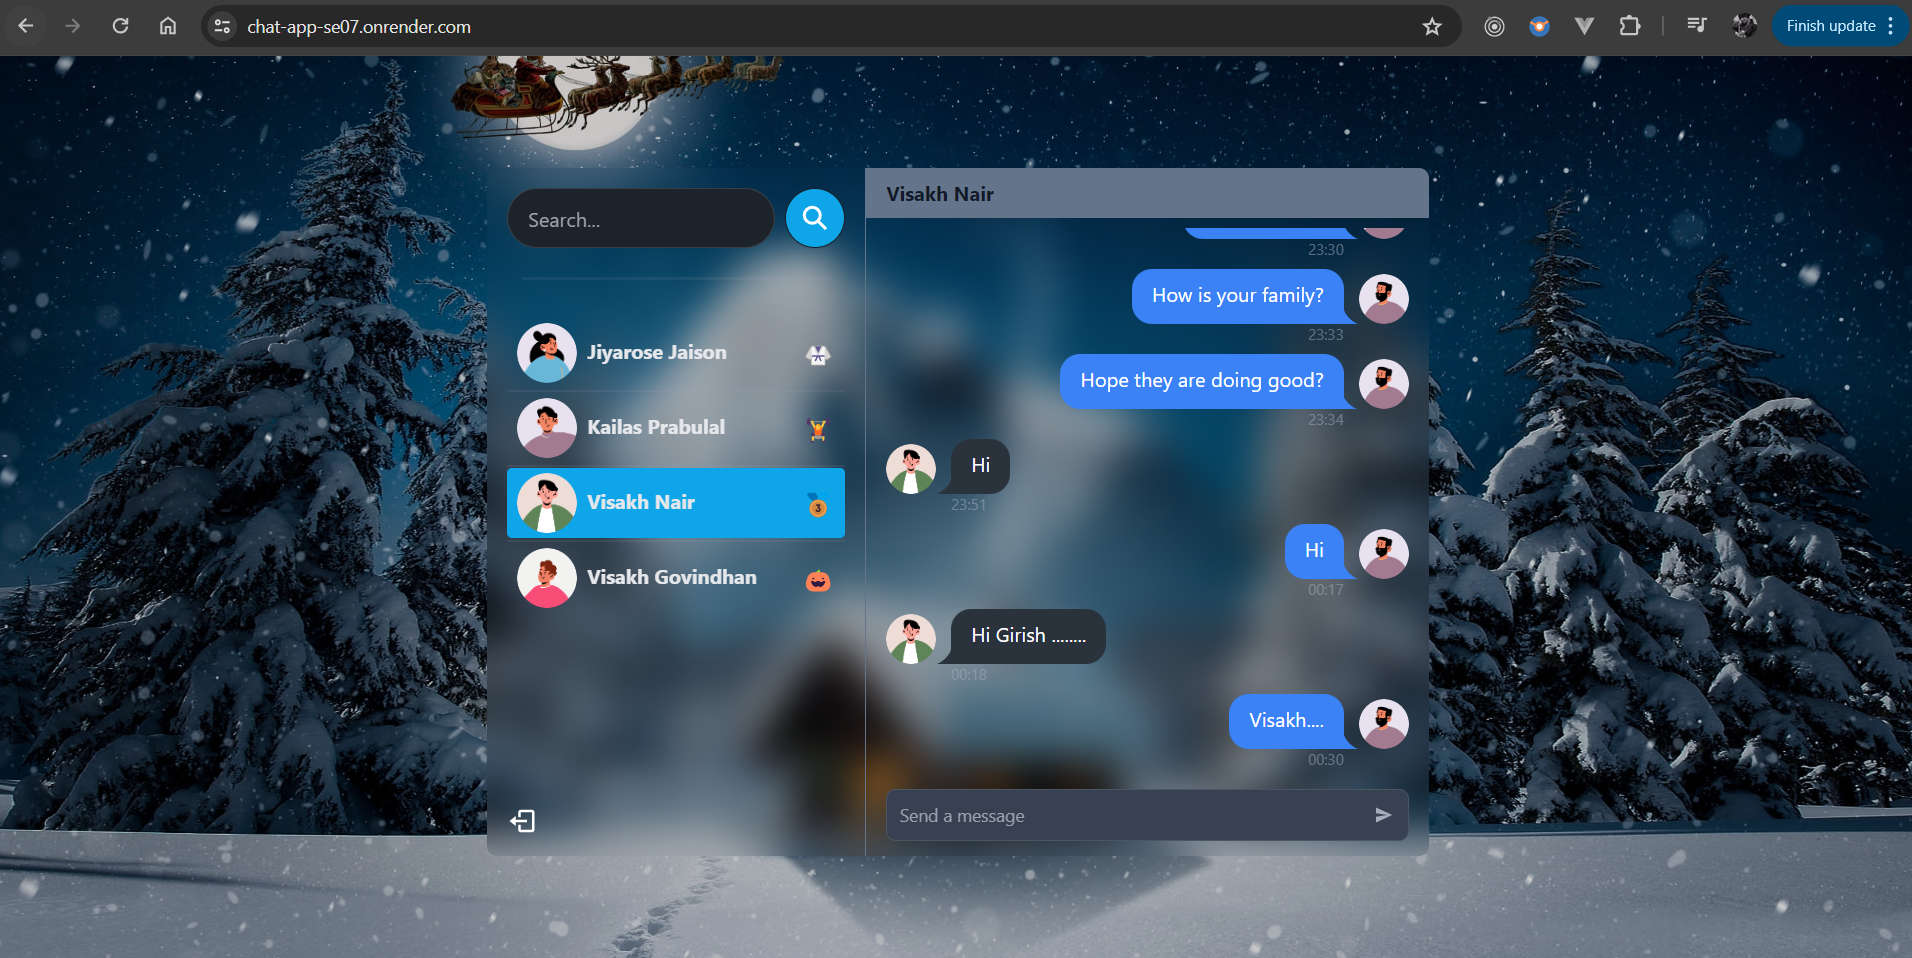 chat-app-se07.onrender.com
Finish update
Search...
Jiyarose Jaison
Kailas Prabulal
Visakh Nair
3
Visakh Govindhan
Visakh Nair
23:30
How is your family?
23:33
Hope they are doing good?
23:34
Hi
23:51
Hi
00:17
Hi Girish ........
00:18
Visakh....
00:30
Send a message